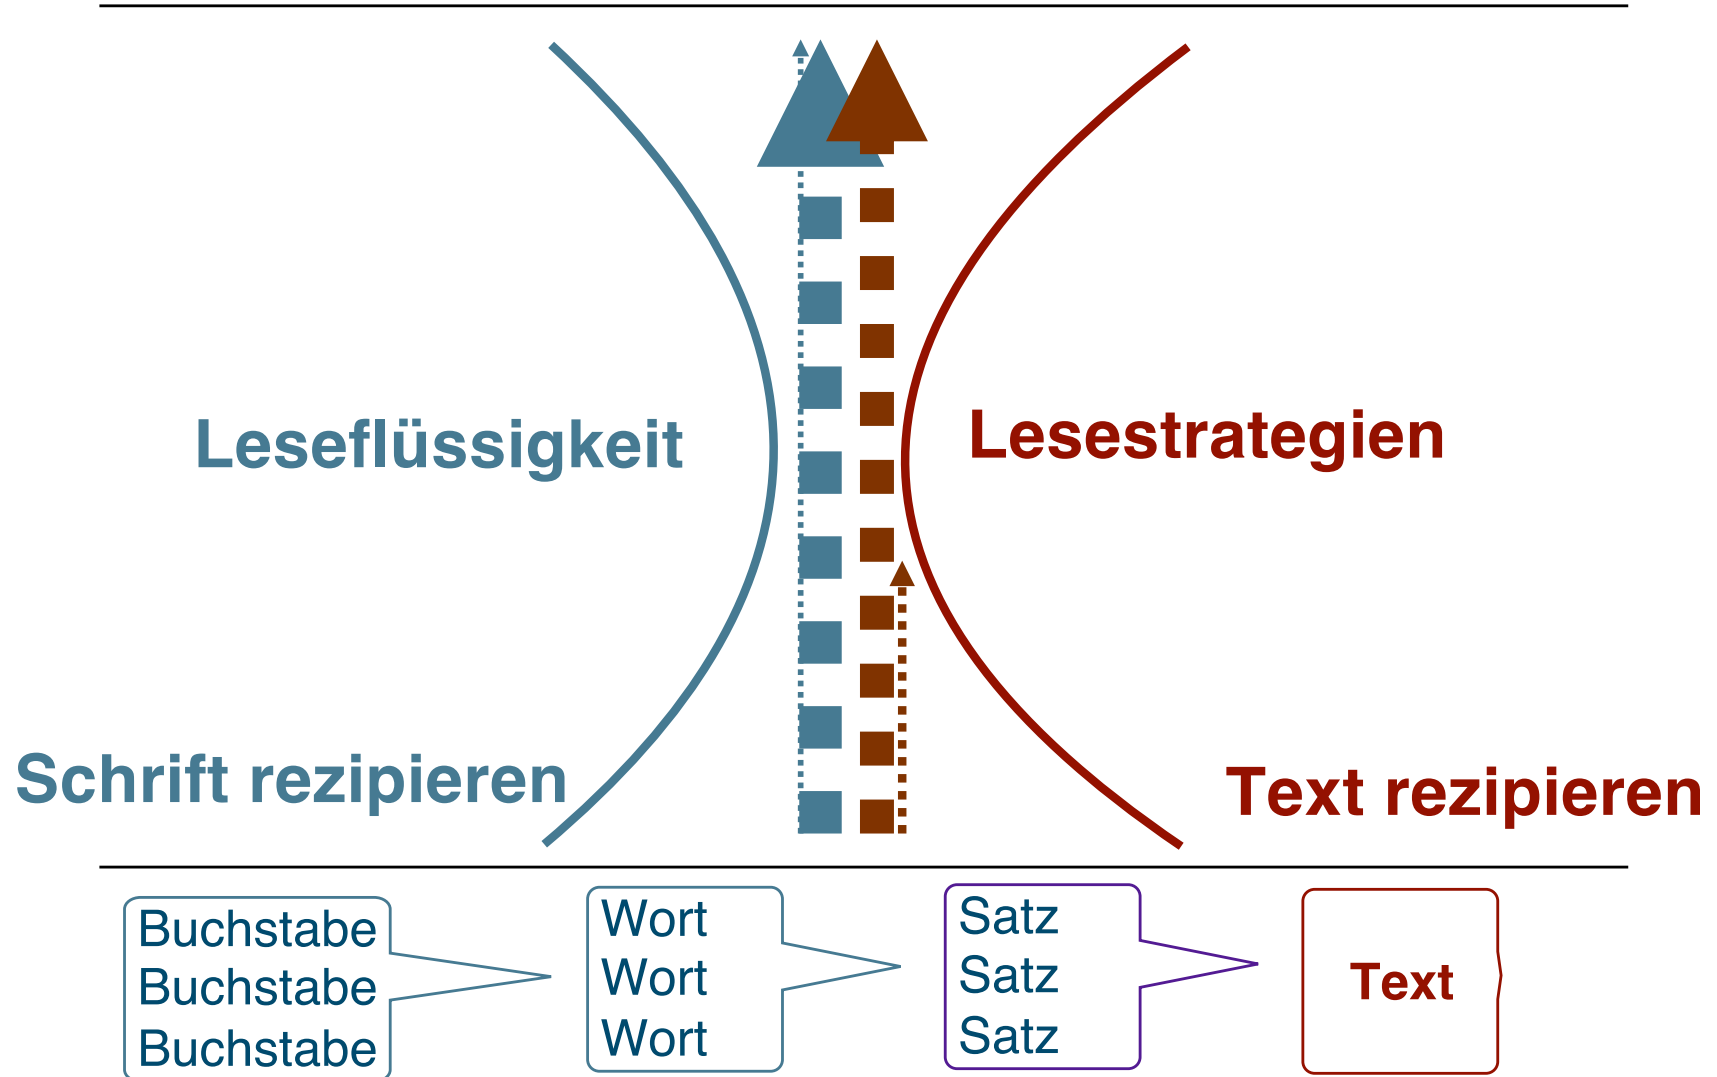 Leseflüssigkeit
Lesestrategien
Schrift rezipieren
Text rezipieren
Buchstabe
Buchstabe
Buchstabe
Wort
Wort
Wort
Satz
Satz
Satz
Text